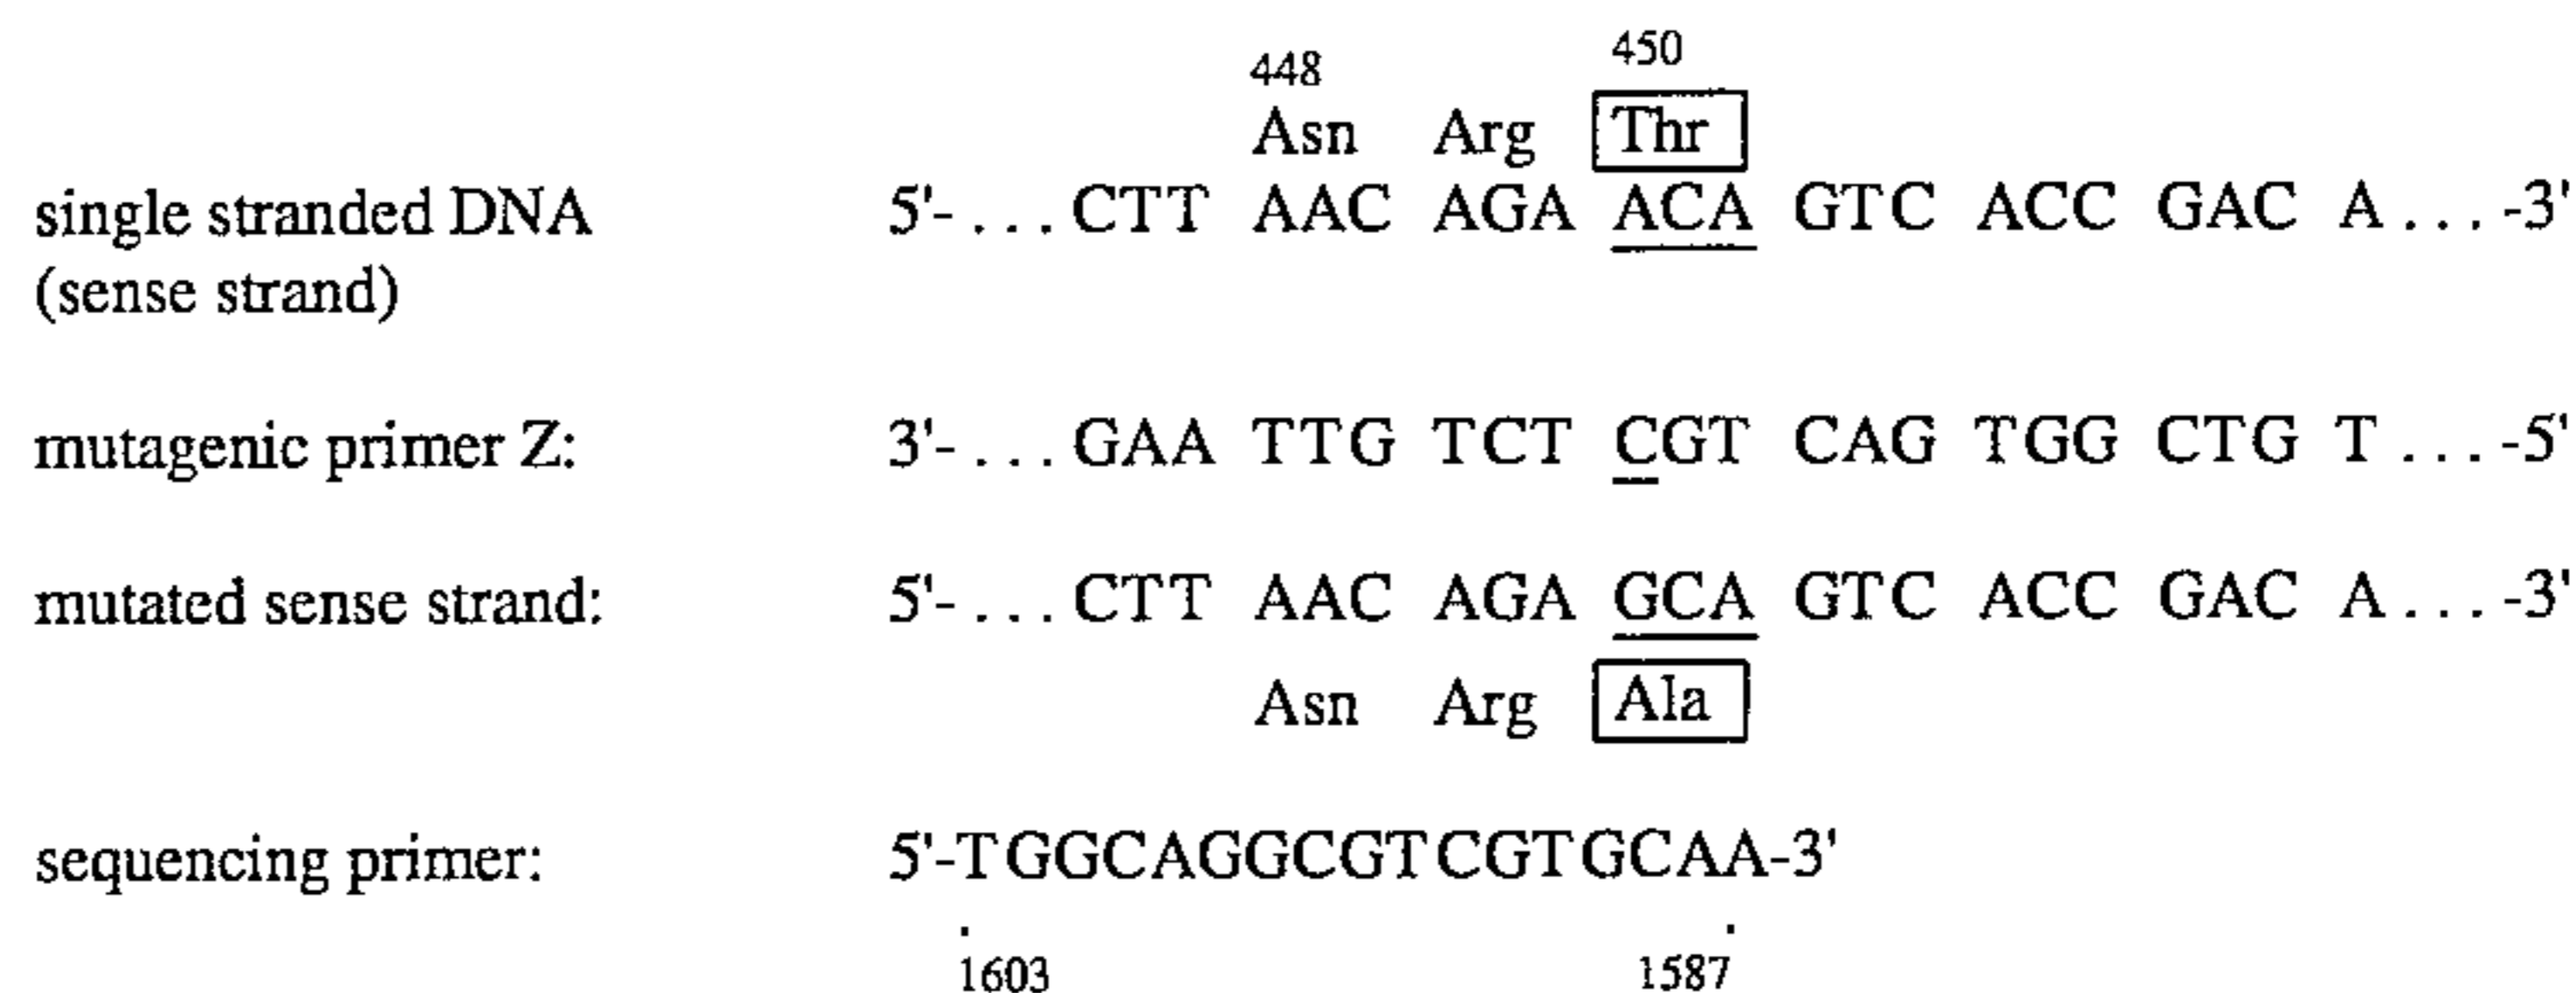 448 450
Asn Arg Thr
single stranded DNA 5'-...CTT AAC AGA ACA GTC ACC GAC A...-3'
(sense strand)
mutagenic primer Z: 3'-...GAA TTG TCT CGT CAG TGG CTG T...-5'
mutated sense strand: 5'-...CTT AAC AGA GCA GTC ACC GAC A...-3'
Asn Arg Ala
sequencing primer: 5'-TGGCAGGCGTCGTGCAA-3'
. .
1603 1587